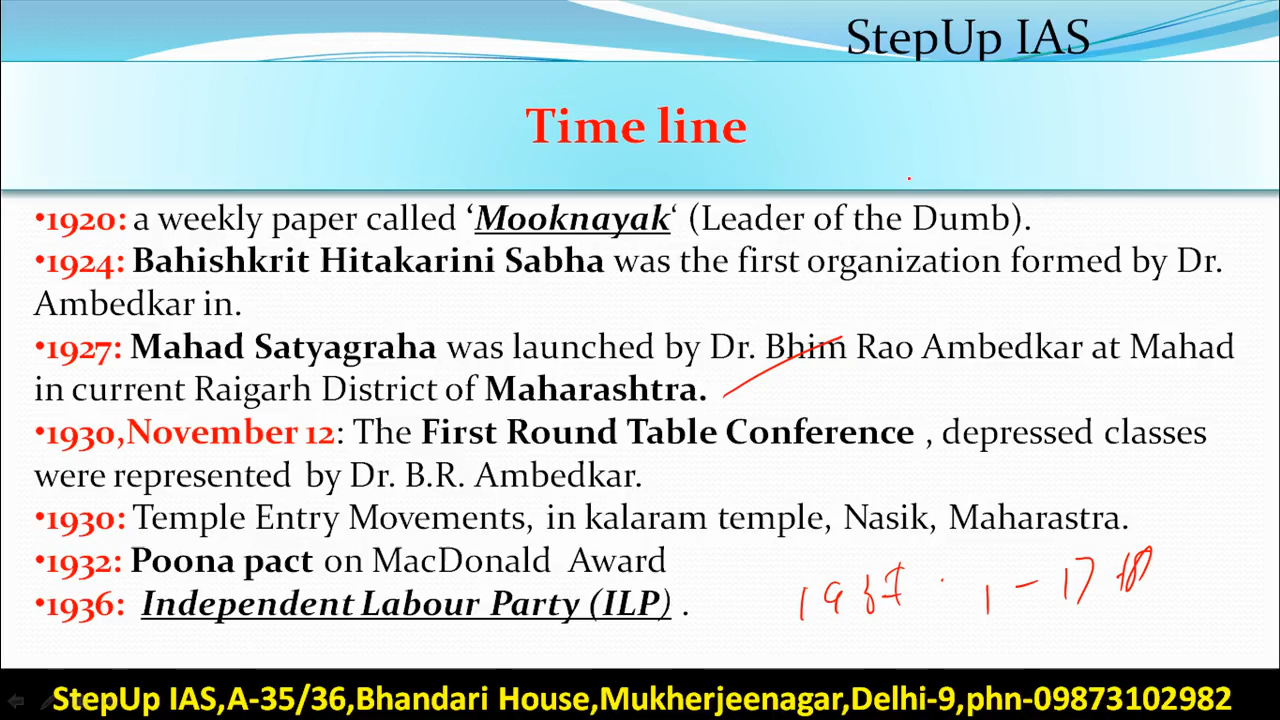 StepUp IAS
Time line
•1920: a weekly paper called ‘Mooknayak‘ (Leader of the Dumb).
•1924: Bahishkrit Hitakarini Sabha was the first organization formed by Dr.
Ambedkar in.
•1927: Mahad Satyagraha was launched by Dr. Bhim Rao Ambedkar at Mahad
in current Raigarh District of Maharashtra.
•1930,November 12: The First Round Table Conference , depressed classes
were represented by Dr. B.R. Ambedkar.
•1930: Temple Entry Movements, in kalaram temple, Nasik, Maharastra.
•1932: Poona pact on MacDonald Award
•1936: Independent Labour Party (ILP) .
1 - 17
StepUp IAS,A-35/36,Bhandari House,Mukherjeenagar,Delhi-9,phn-09873102982